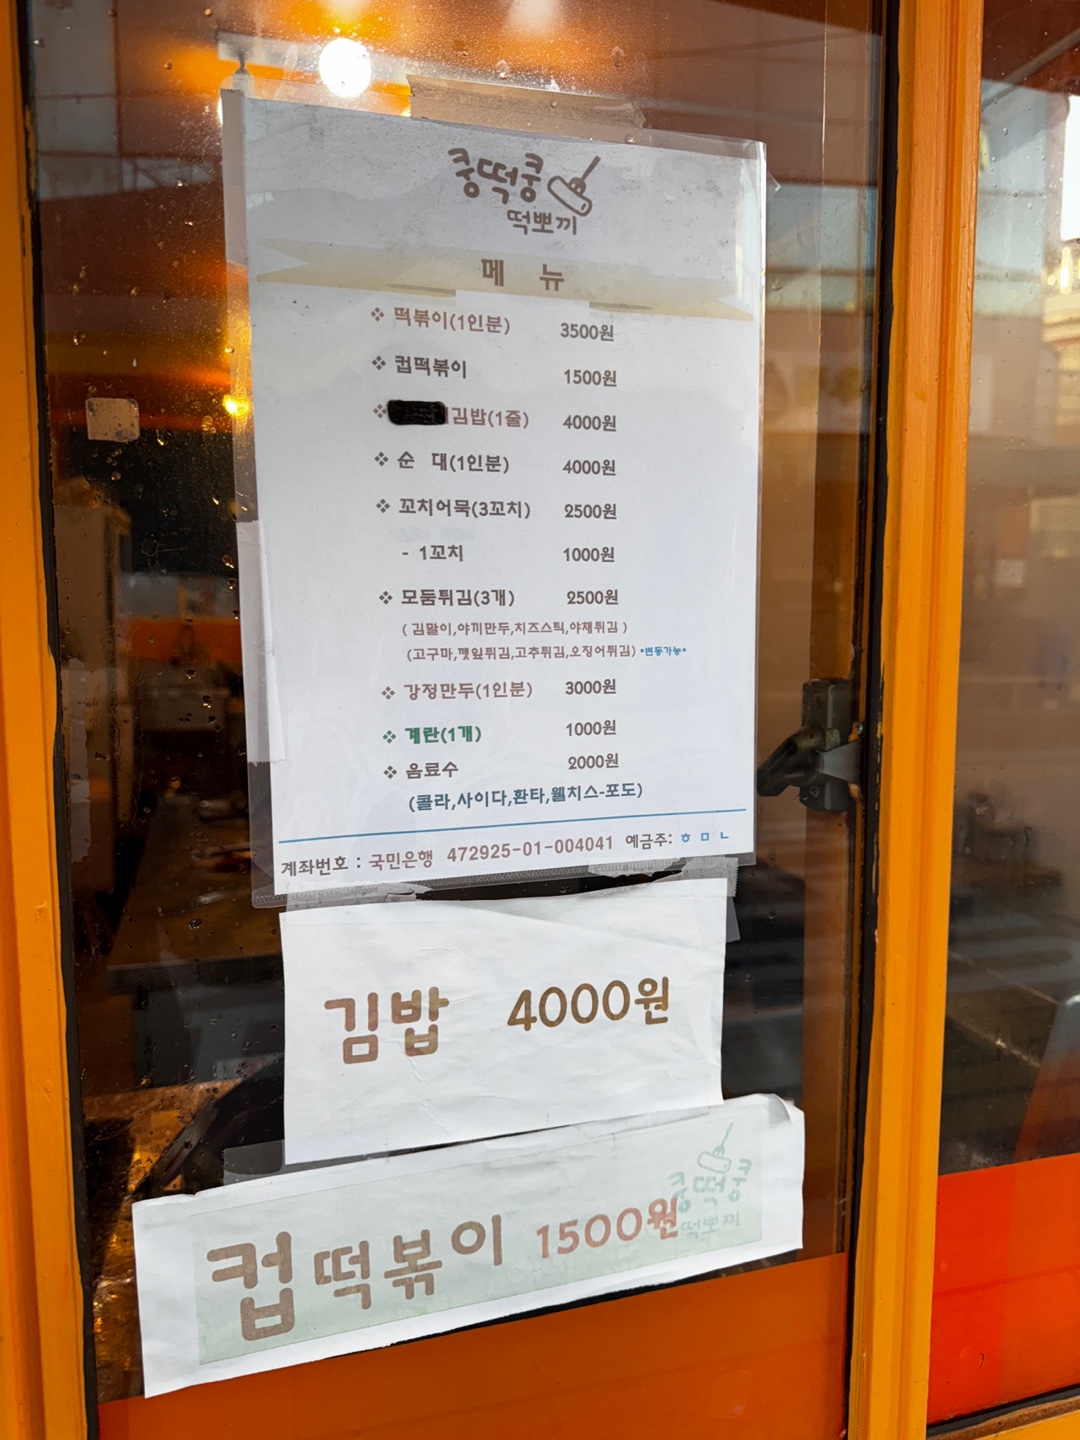 쿵떡쿵
떡뽀끼
메 뉴
❖ 떡볶이(1인분) 3500원
❖ 컵떡볶이 1500원
❖ 김밥(1줄) 4000원
❖ 순 대(1인분) 4000원
❖ 꼬치어묵(3꼬치) 2500원
- 1꼬치 1000원
❖ 모둠튀김(3개) 2500원
( 김말이,야끼만두,치즈스틱,야채튀김 )
(고구마,깻잎튀김,고추튀김,오징어튀김) *변동가능*
❖ 강정만두(1인분) 3000원
❖ 계란(1개) 1000원
❖ 음료수 2000원
(콜라,사이다,환타,웰치스-포도)
계좌번호 : 국민은행 472925-01-004041 예금주: ㅎ ㅁ ㄴ
김밥 4000원
컵떡볶이 1500원
쿵떡쿵
떡뽀끼